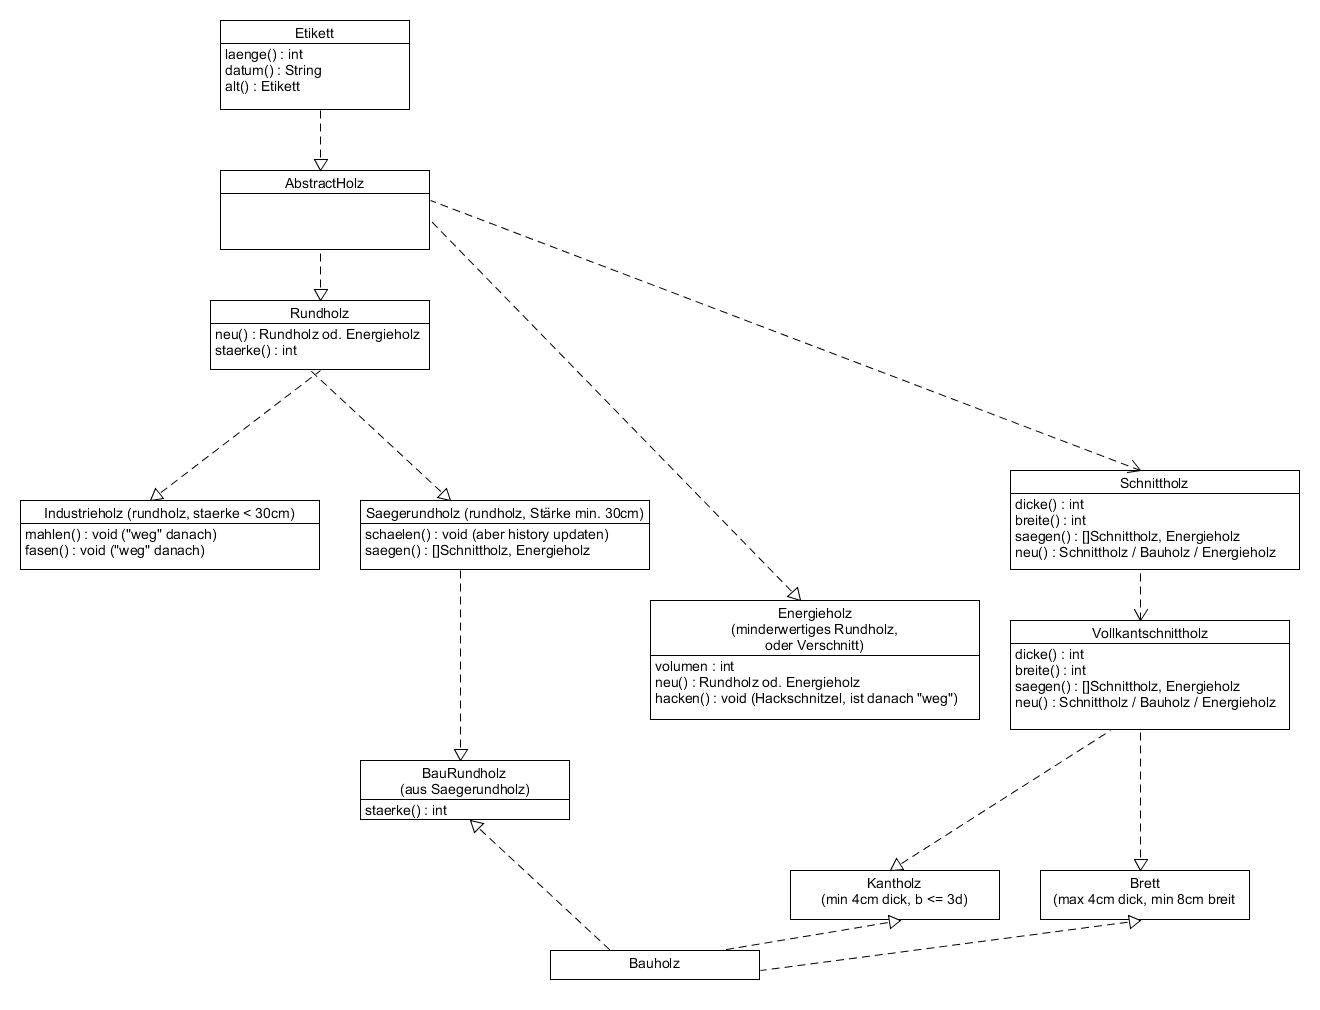 Etikett
laenge() : int
datum() : String
alt() : Etikett
AbstractHolz
Rundholz
neu() : Rundholz od. Energieholz
staerke() : int
Industrieholz (rundholz, staerke < 30cm)
mahlen() : void ("weg" danach)
fasen() : void ("weg" danach)
Saegerundholz (rundholz, Stärke min. 30cm)
schaelen() : void (aber history updaten)
saegen() : []Schnittholz, Energieholz
Schnittholz
dicke() : int
breite() : int
saegen() : []Schnittholz, Energieholz
neu() : Schnittholz / Bauholz / Energieholz
Energieholz
(minderwertiges Rundholz,
oder Verschnitt)
volumen : int
neu() : Rundholz od. Energieholz
hacken() : void (Hackschnitzel, ist danach "weg")
Vollkantschnittholz
dicke() : int
breite() : int
saegen() : []Schnittholz, Energieholz
neu() : Schnittholz / Bauholz / Energieholz
BauRundholz
(aus Saegerundholz)
staerke() : int
Kantholz
(min 4cm dick, b <= 3d)
Brett
(max 4cm dick, min 8cm breit
Bauholz